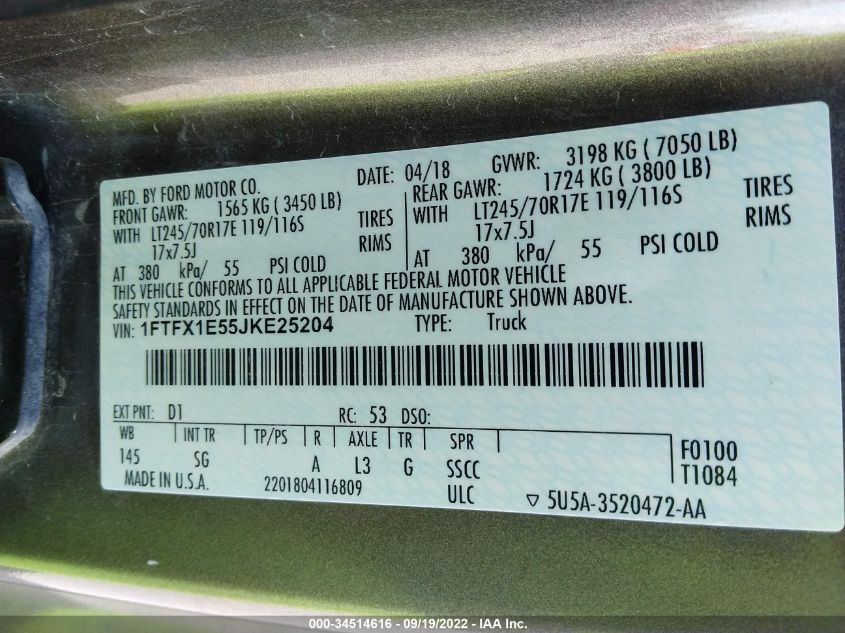 MFD. BY FORD MOTOR CO. DATE: 04/18 GVWR: 3198 KG ( 7050 LB)
FRONT GAWR: 1565 KG ( 3450 LB) REAR GAWR: 1724 KG ( 3800 LB)
WITH LT245/70R17E 119/116S TIRES WITH LT245/70R17E 119/116S TIRES
17x7.5J RIMS 17x7.5J RIMS
AT 380 kPa/ 55 PSI COLD AT 380 kPa/ 55 PSI COLD
THIS VEHICLE CONFORMS TO ALL APPLICABLE FEDERAL MOTOR VEHICLE
SAFETY STANDARDS IN EFFECT ON THE DATE OF MANUFACTURE SHOWN ABOVE.
VIN: 1FTFX1E55JKE25204 TYPE: Truck
EXT PNT: D1 RC: 53 DSO:
WB INT TR TP/PS R AXLE TR SPR F0100
145 SG A L3 G SSCC T1084
MADE IN U.S.A. 2201804116809 ULC ▽ 5U5A-3520472-AA
000-34514616 - 09/19/2022 - IAA Inc.